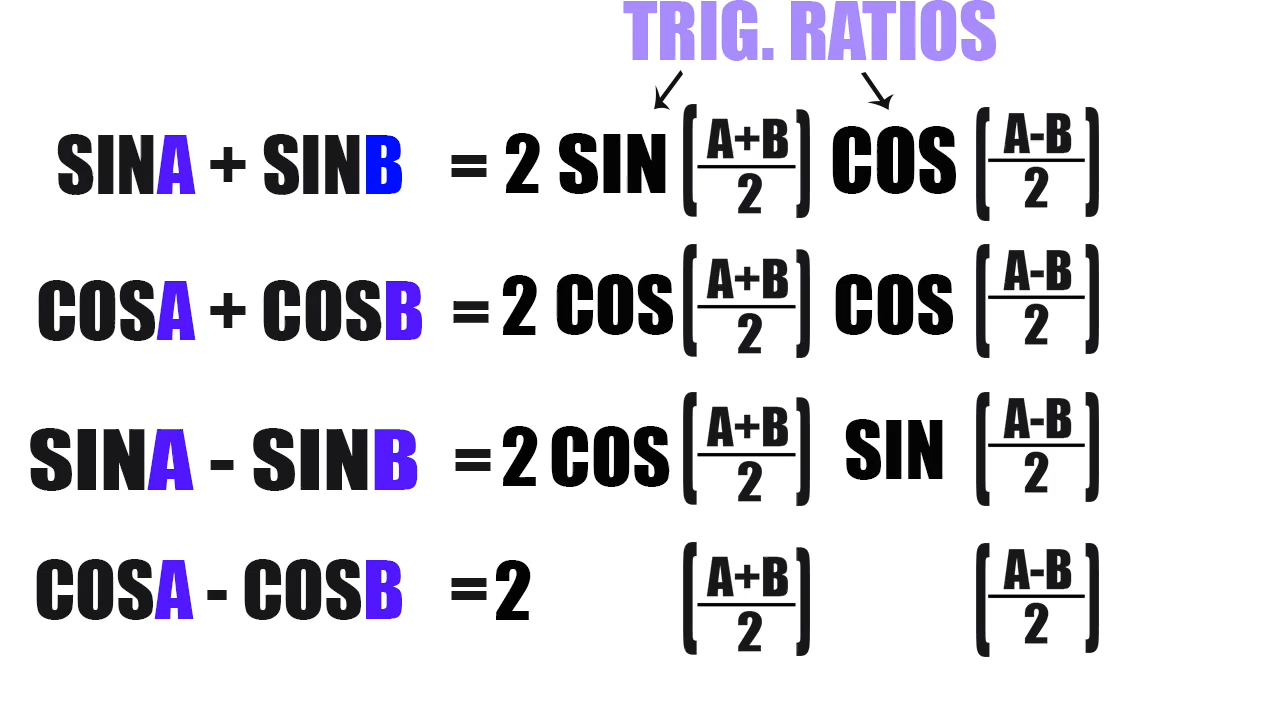 TRIG. RATIOS
SINA + SINB = 2 SIN (A+B/2) COS (A-B/2)
COSA + COSB = 2 COS (A+B/2) COS (A-B/2)
SINA - SINB = 2 COS (A+B/2) SIN (A-B/2)
COSA - COSB = 2 (A+B/2) (A-B/2)